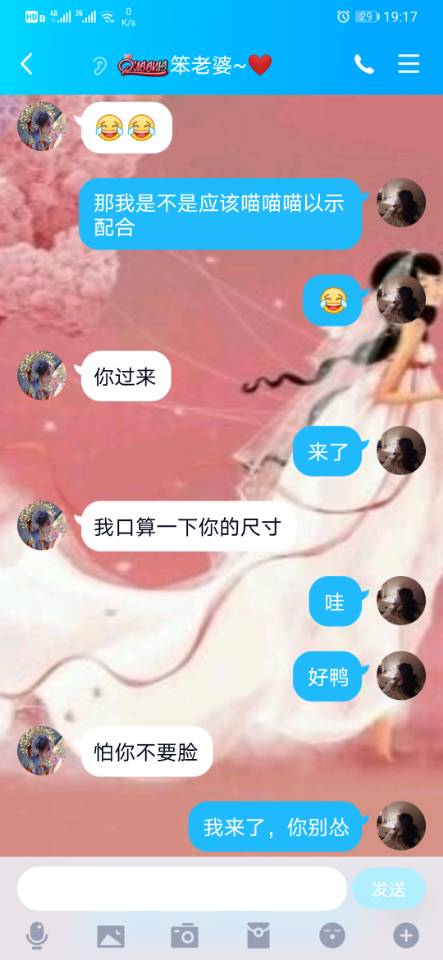 HD 4G 2G 0 K/s 29 19:17
Queen 笨老婆~❤️
😂😂
那我是不是应该喵喵喵以示
配合
😂
你过来
来了
我口算一下你的尺寸
哇
好鸭
怕你不要脸
我来了，你别怂
发送